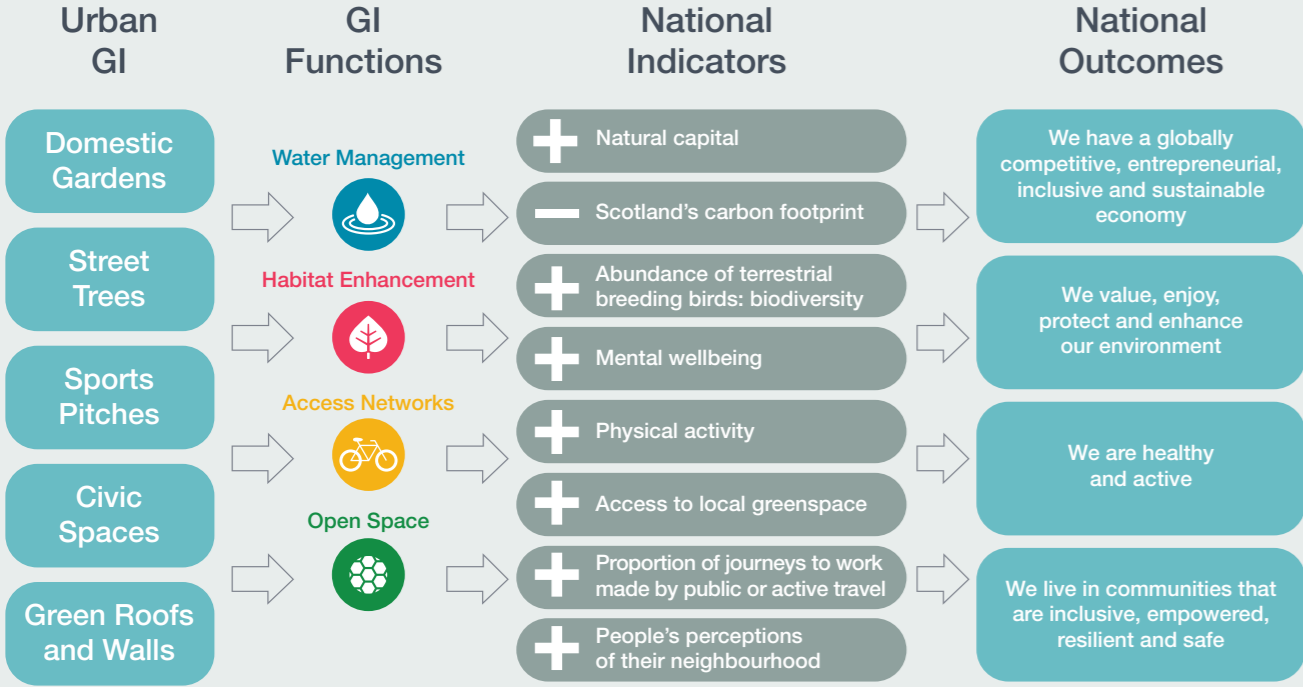 Urban
GI
GI
Functions
National
Indicators
National
Outcomes
Domestic
Gardens
Street
Trees
Sports
Pitches
Civic
Spaces
Green Roofs
and Walls
Water Management
Habitat Enhancement
Access Networks
Open Space
Natural capital
Scotland’s carbon footprint
Abundance of terrestrial
breeding birds: biodiversity
Mental wellbeing
Physical activity
Access to local greenspace
Proportion of journeys to work
made by public or active travel
People’s perceptions
of their neighbourhood
We have a globally
competitive, entrepreneurial,
inclusive and sustainable
economy
We value, enjoy,
protect and enhance
our environment
We are healthy
and active
We live in communities that
are inclusive, empowered,
resilient and safe